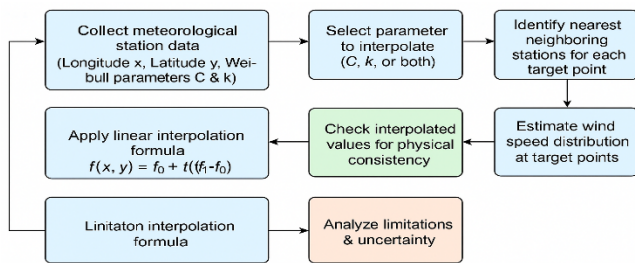 Collect meteorological
station data
(Longitude x, Latitude y, Wei-
bull parameters C & k)
Select parameter
to interpolate
(C, k, or both)
Identify nearest
neighboring
stations for each
target point
Apply linear interpolation
formula
f(x, y) = f₀ + t((f₁-f₀)
Check interpolated
values for physical
consistency
Estimate wind
speed distribution
at target points
Linitaton interpolation
formula
Analyze limitations
& uncertainty